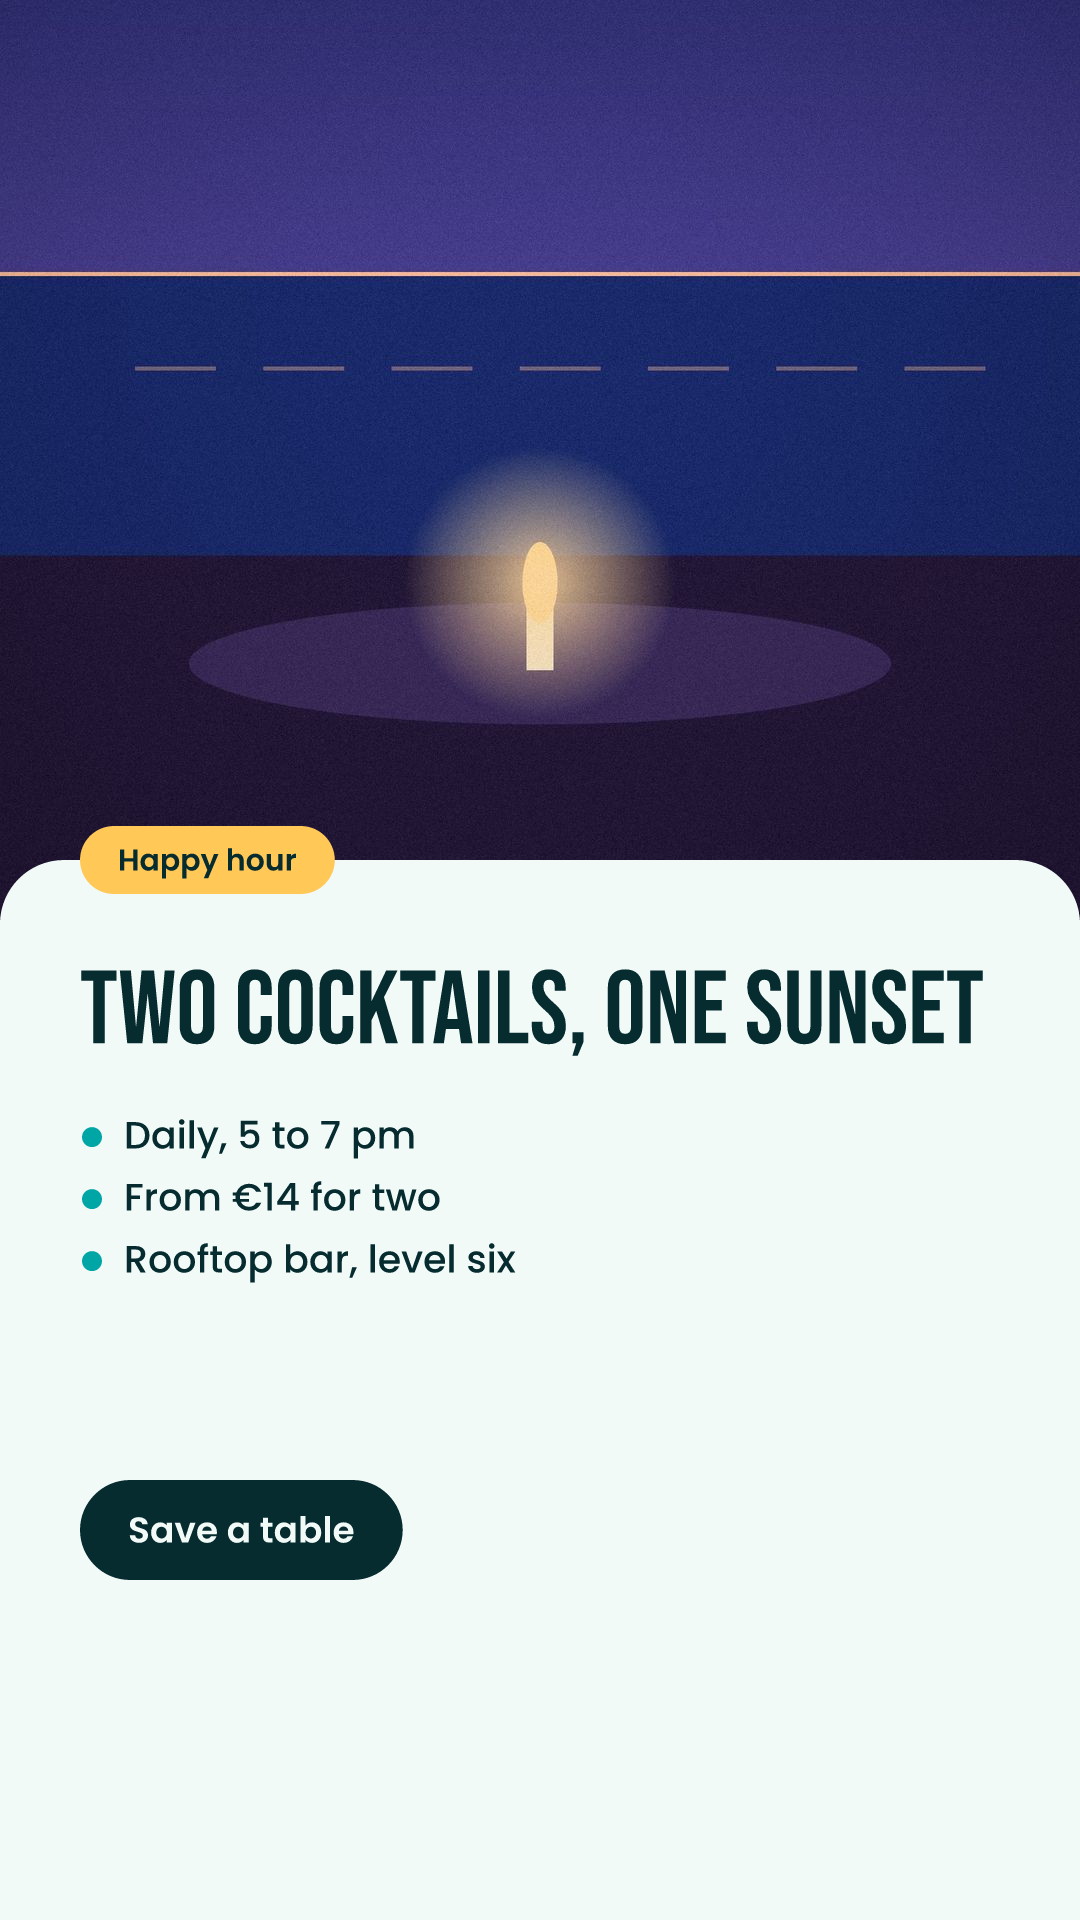 Happy hour
TWO COCKTAILS, ONE SUNSET
Daily, 5 to 7 pm
From €14 for two
Rooftop bar, level six
Save a table